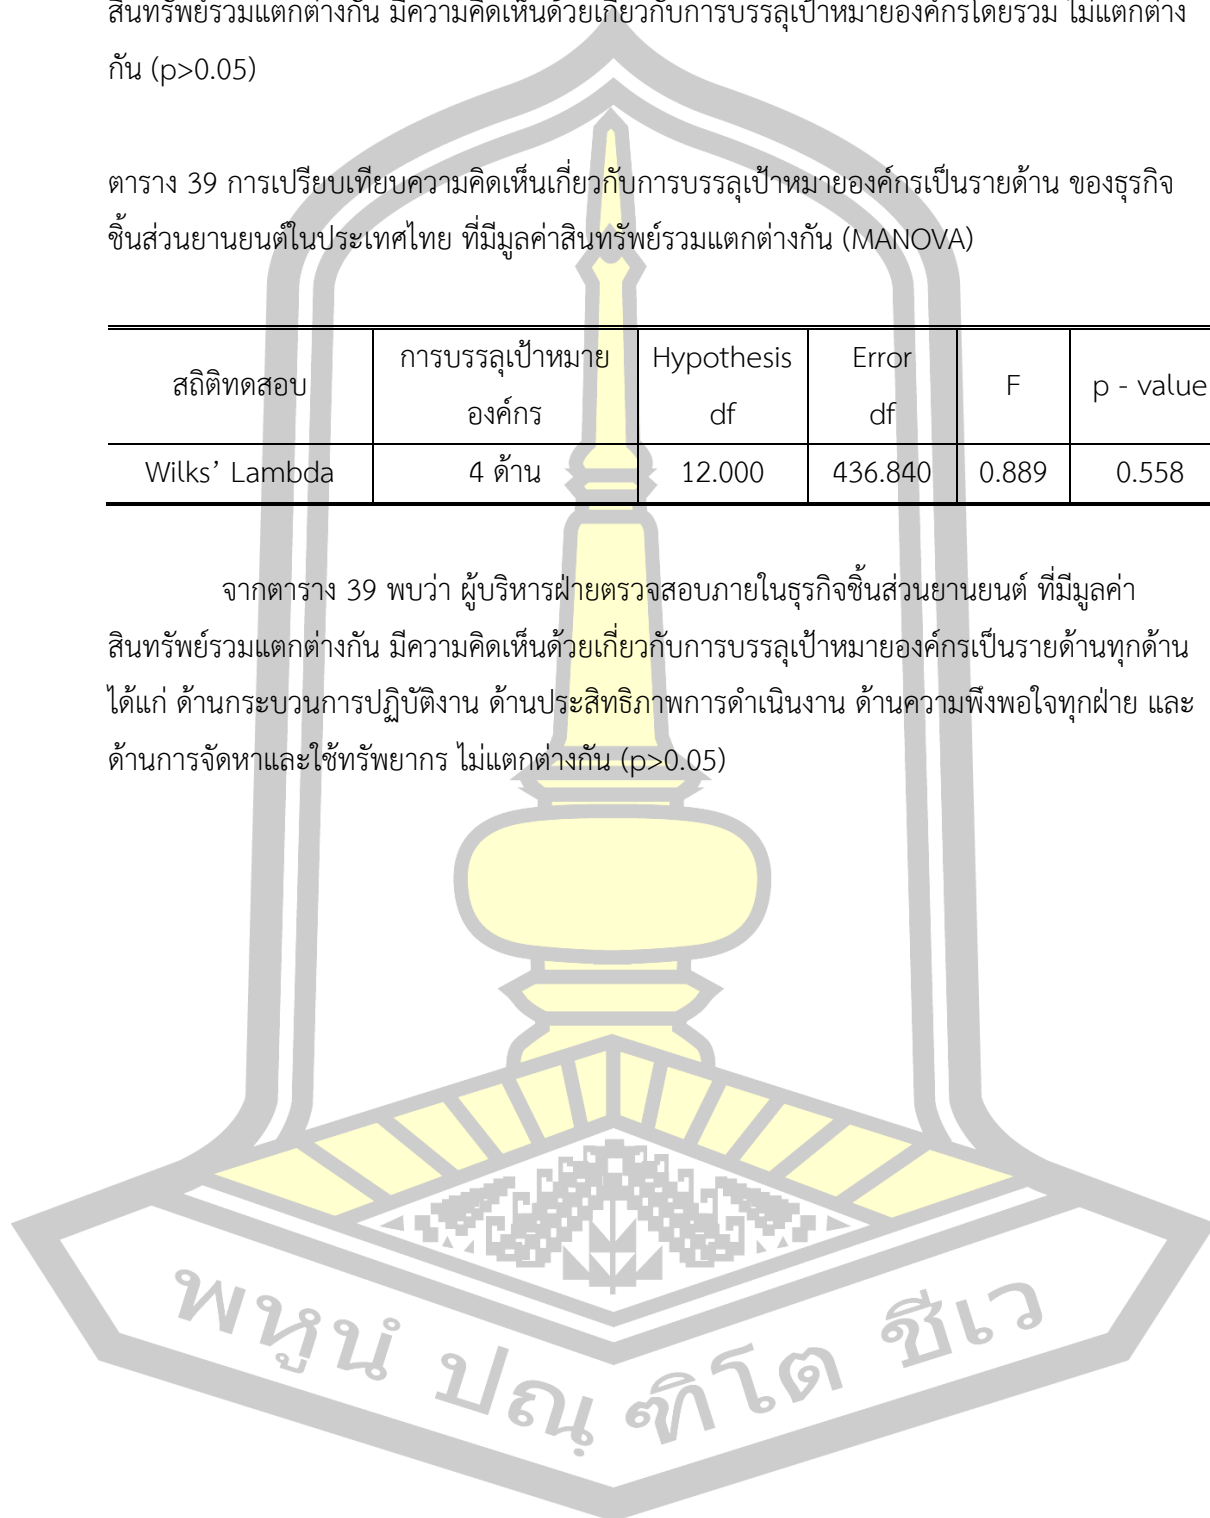 สินทรัพย์รวมแตกต่างกัน มีความคิดเห็นด้วยเกี่ยวกับการบรรลุเป้าหมายองค์กรโดยรวม ไม่แตกต่าง
กัน (p>0.05)
ตาราง 39 การเปรียบเทียบความคิดเห็นเกี่ยวกับการบรรลุเป้าหมายองค์กรเป็นรายด้าน ของธุรกิจ
ชิ้นส่วนยานยนต์ในประเทศไทย ที่มีมูลค่าสินทรัพย์รวมแตกต่างกัน (MANOVA)
สถิติทดสอบ การบรรลุเป้าหมายองค์กร Hypothesis df Error df F p - value
Wilks’ Lambda 4 ด้าน 12.000 436.840 0.889 0.558
จากตาราง 39 พบว่า ผู้บริหารฝ่ายตรวจสอบภายในธุรกิจชิ้นส่วนยานยนต์ ที่มีมูลค่า
สินทรัพย์รวมแตกต่างกัน มีความคิดเห็นด้วยเกี่ยวกับการบรรลุเป้าหมายองค์กรเป็นรายด้านทุกด้าน
ได้แก่ ด้านกระบวนการปฏิบัติงาน ด้านประสิทธิภาพการดำเนินงาน ด้านความพึงพอใจทุกฝ่าย และ
ด้านการจัดหาและใช้ทรัพยากร ไม่แตกต่างกัน (p>0.05)
พหูนํ ปณฺฑิโต ชีเว